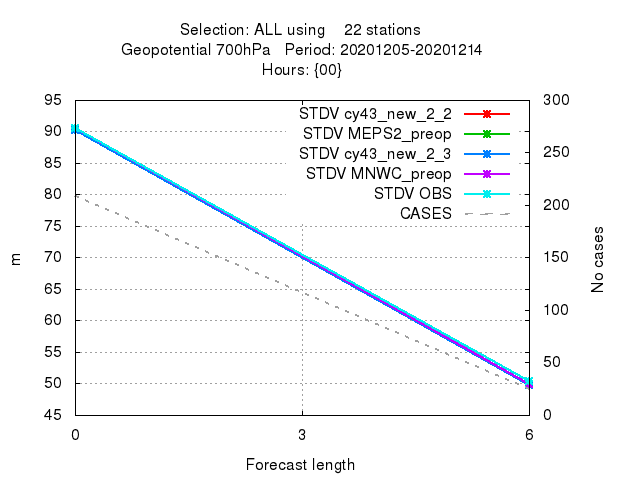 Selection: ALL using    22 stations
Geopotential 700hPa   Period: 20201205-20201214
Hours: {00}
95 300
STDV cy43_new_2_2
90 STDV MEPS2_preop
250
85 STDV cy43_new_2_3
STDV MNWC_preop
80 STDV OBS 200
CASES
75
70 150
65
60 100
55
50 50
45 0
m
No cases
0 3 6
Forecast length